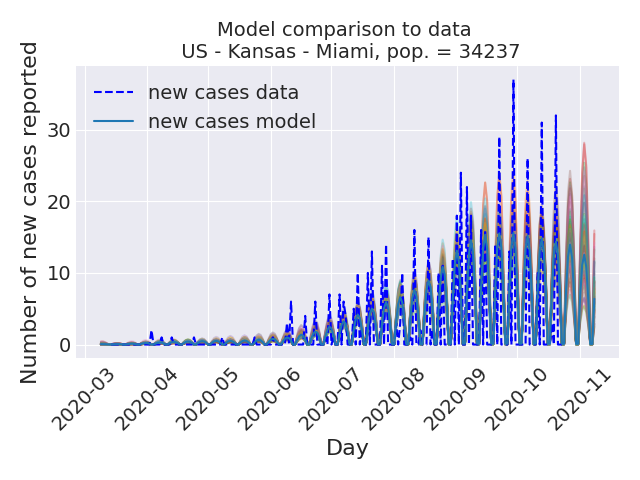 Model comparison to data
US - Kansas - Miami, pop. = 34237
Number of new cases reported
new cases data
new cases model
30
20
10
0
2020-03
2020-04
2020-05
2020-06
2020-07
2020-08
2020-09
2020-10
2020-11
Day